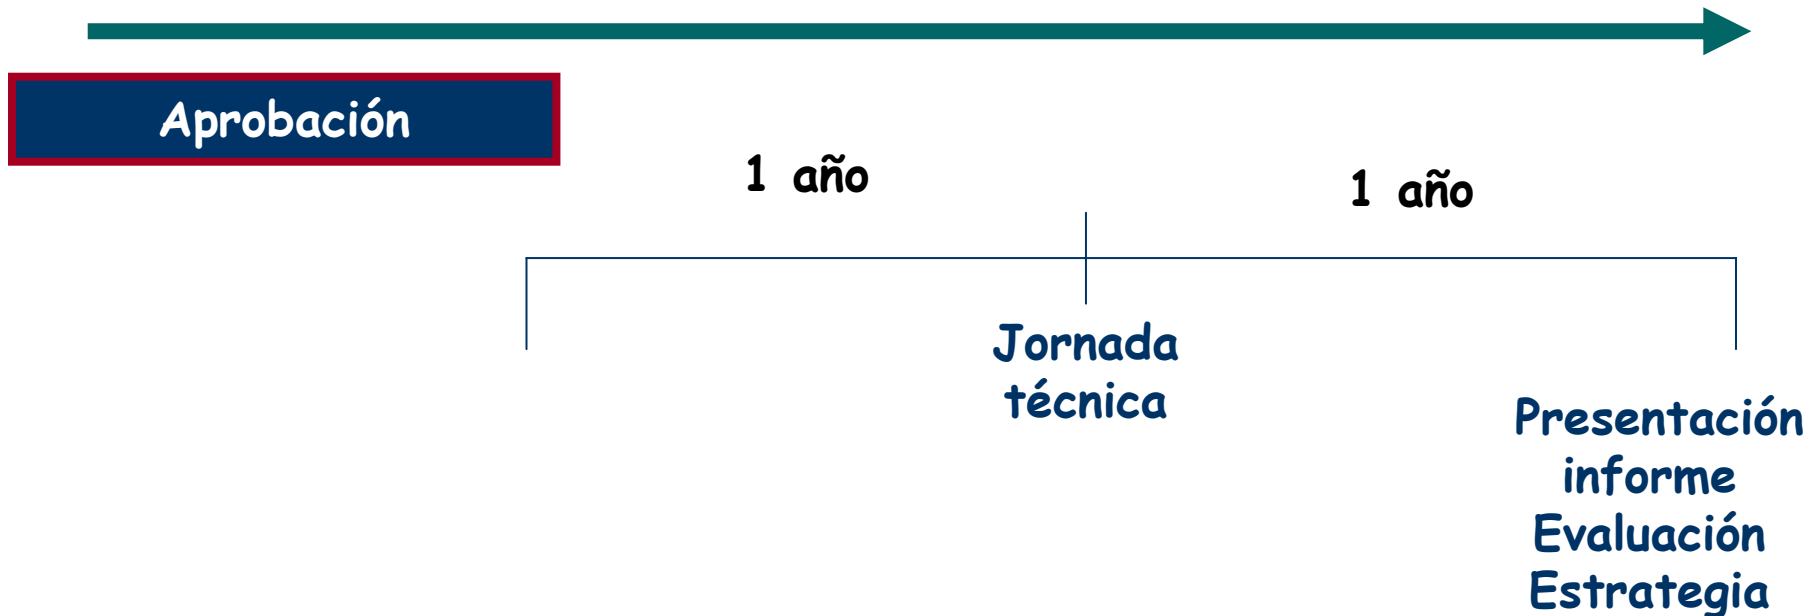 Aprobación
1 año
1 año
Jornada
técnica
Presentación
informe
Evaluación
Estrategia